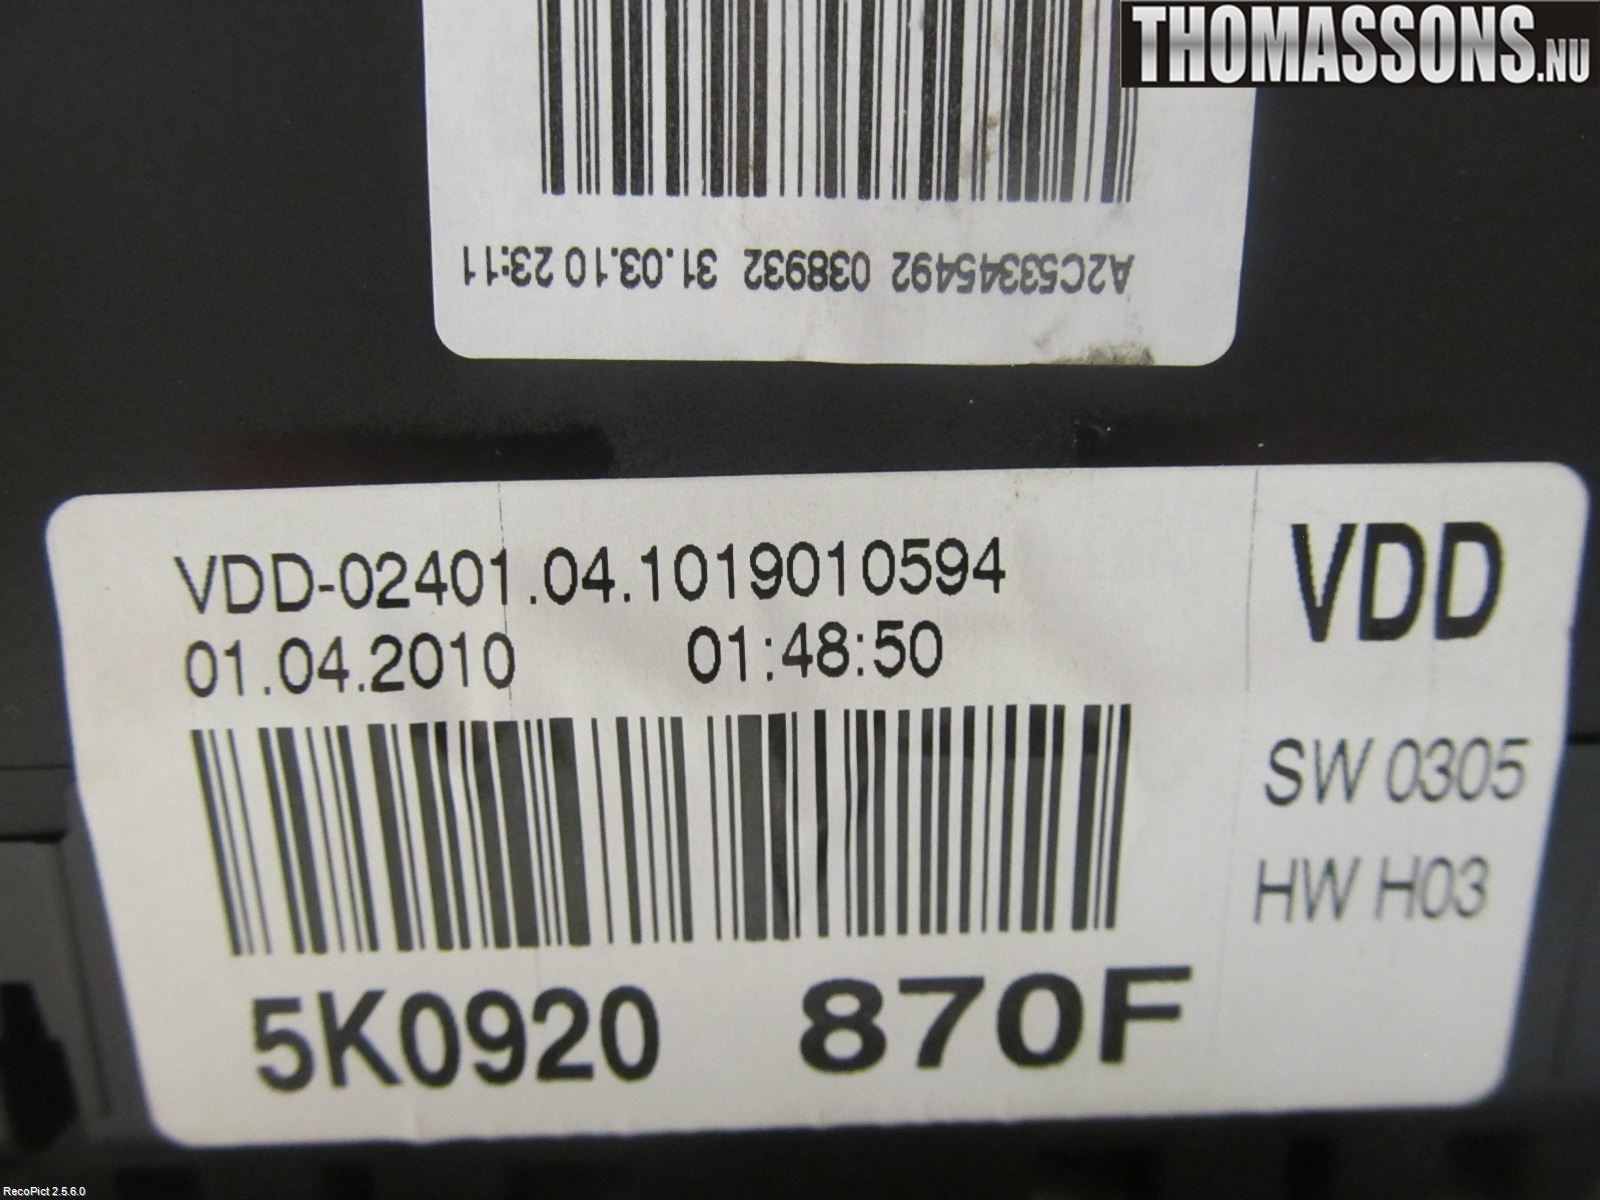 THOMASSONS.NU
A2C53345492 038932 31.03.10 23:11
VDD-02401.04.1019010594
01.04.2010 01:48:50
VDD
SW 0305
HW H03
5K0920 870F
RecoPict 2.5.6.0